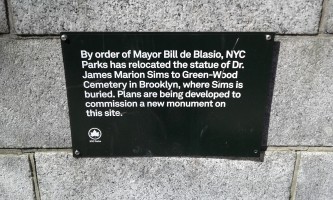 By order of Mayor Bill de Blasio, NYC
Parks has relocated the statue of Dr.
James Marion Sims to Green-Wood
Cemetery in Brooklyn, where Sims is
buried. Plans are being developed to
commission a new monument on
this site.